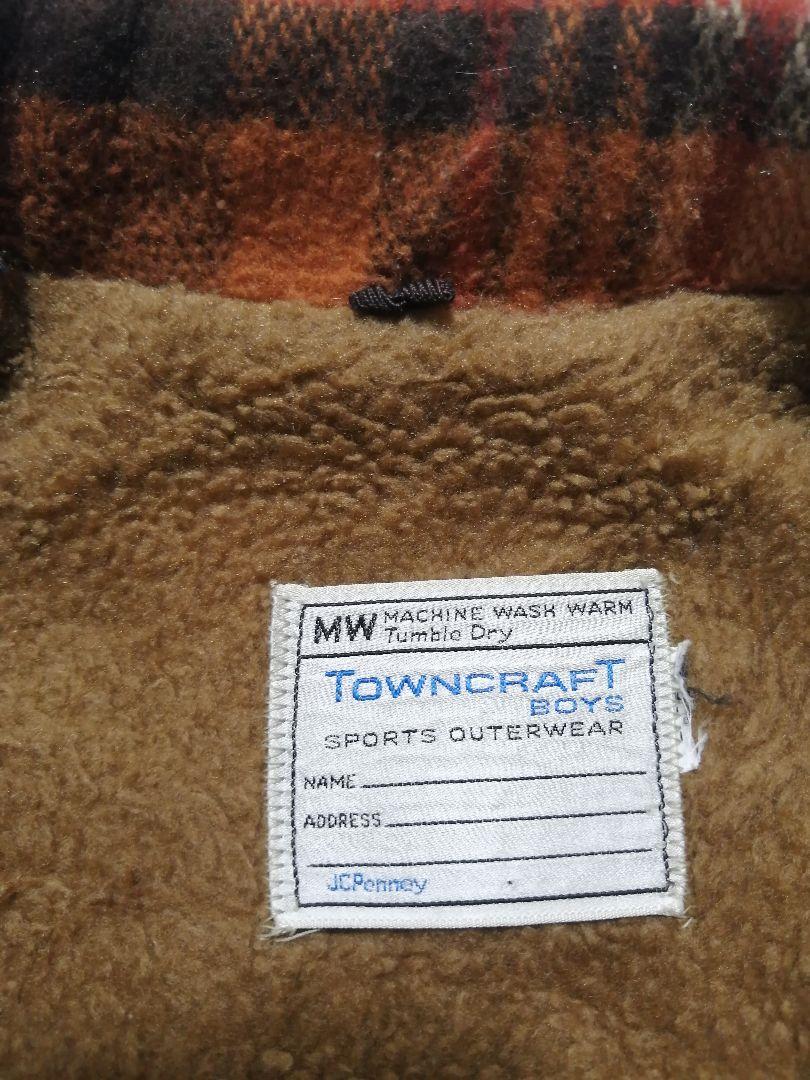 MW MACHINE WASH WARM
Tumble Dry
TOWNCRAFT
BOYS
SPORTS OUTERWEAR
NAME
ADDRESS
JCPenney